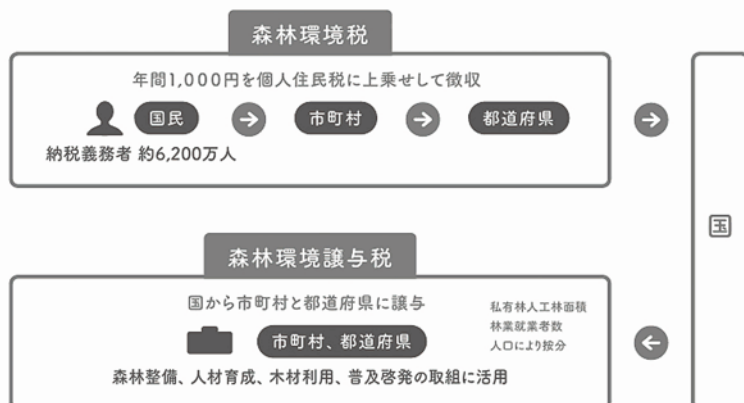 森林環境税
年間1,000円を個人住民税に上乗せして徴収
国民
市町村
都道府県
納税義務者 約6,200万人
国
森林環境譲与税
国から市町村と都道府県に譲与
市町村、都道府県
私有林人工林面積
林業就業者数
人口により按分
森林整備、人材育成、木材利用、普及啓発の取組に活用